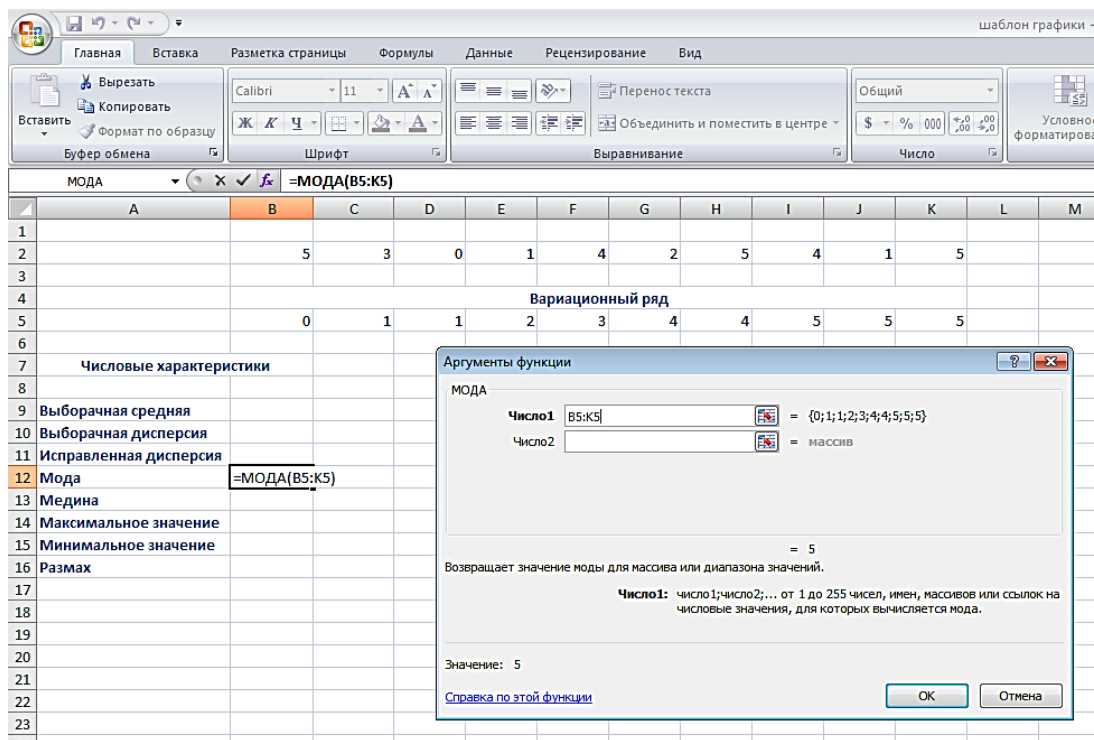 шаблон графики -
Главная Вставка Разметка страницы Формулы Данные Рецензирование Вид
Вставить
Вырезать
Копировать
Формат по образцу
Буфер обмена
Calibri 11
Ж К Ч
Шрифт
Перенос текста
Объединить и поместить в центре
Выравнивание
Общий
$ % 000 ,00 ,00
Число
Условно
форматирова
МОДА =МОДА(B5:K5)
A B C D E F G H I J K L M
1
2 5 3 0 1 4 2 5 4 1 5
3
4 Вариационный ряд
5 0 1 1 2 3 4 4 5 5 5
6
7 Числовые характеристики
8
9 Выборачная средняя
10 Выборачная дисперсия
11 Исправленная дисперсия
12 Мода =МОДА(B5:K5)
13 Медина
14 Максимальное значение
15 Минимальное значение
16 Размах
17
18
19
20
21
22
23
Аргументы функции
МОДА
Число1 B5:K5 = {0;1;1;2;3;4;4;5;5;5}
Число2 = массив
= 5
Возвращает значение моды для массива или диапазона значений.
Число1: число1;число2;... от 1 до 255 чисел, имен, массивов или ссылок на
числовые значения, для которых вычисляется мода.
Значение: 5
Справка по этой функции
ОК Отмена